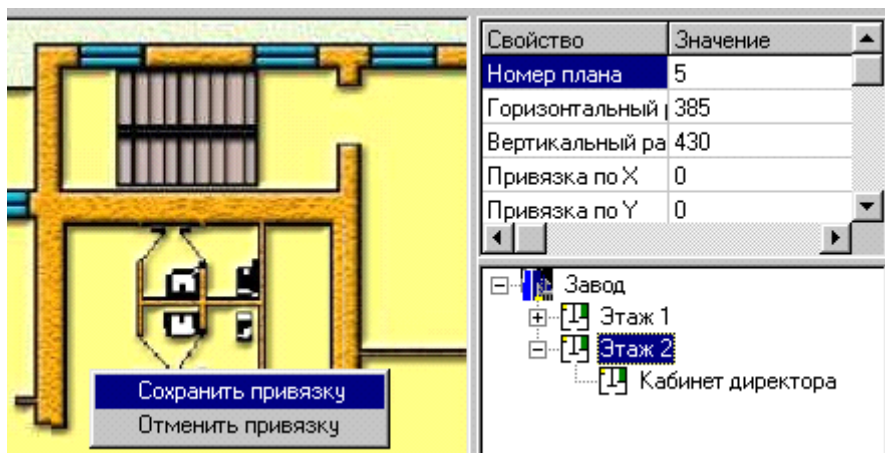 Свойство Значение
Номер плана 5
Горизонтальный р 385
Вертикальный ра 430
Привязка по X 0
Привязка по Y 0
Завод
Этаж 1
Этаж 2
Кабинет директора
Сохранить привязку
Отменить привязку